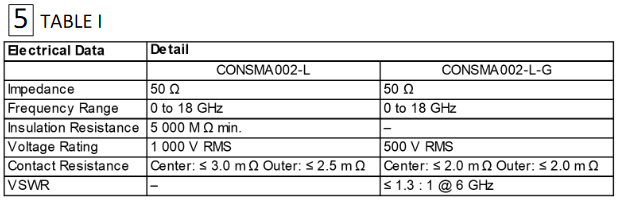 5 TABLE I
Electrical Data Detail
CONSMA002-L CONSMA002-L-G
Impedance 50 Ω 50 Ω
Frequency Range 0 to 18 GHz 0 to 18 GHz
Insulation Resistance 5 000 M Ω min. –
Voltage Rating 1 000 V RMS 500 V RMS
Contact Resistance Center: ≤ 3.0 m Ω Outer: ≤ 2.5 m Ω Center: ≤ 2.0 m Ω Outer: ≤ 2.0 m Ω
VSWR – ≤ 1.3 : 1 @ 6 GHz